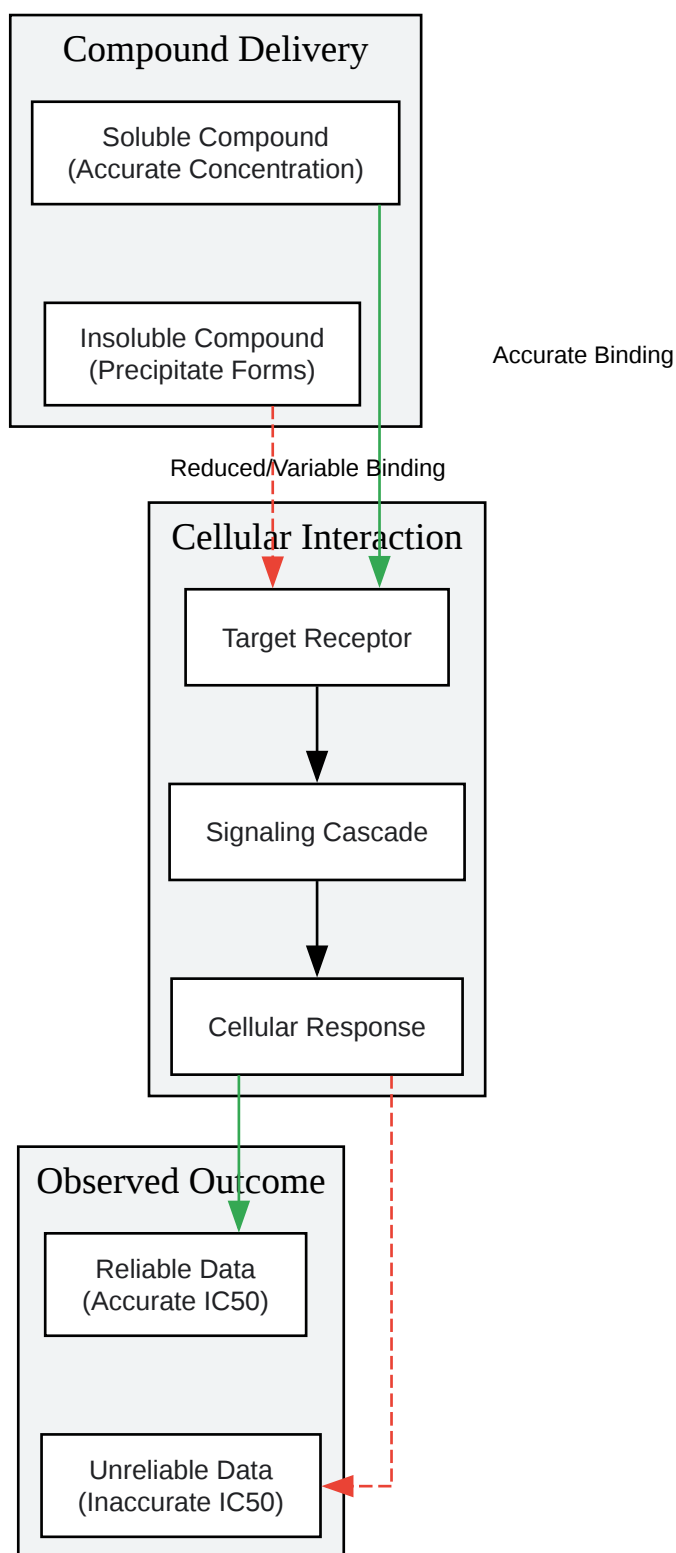 Compound Delivery
Soluble Compound
(Accurate Concentration)
Insoluble Compound
(Precipitate Forms)
Accurate Binding
Reduced/Variable Binding
Cellular Interaction
Target Receptor
Signaling Cascade
Cellular Response
Observed Outcome
Reliable Data
(Accurate IC50)
Unreliable Data
(Inaccurate IC50)